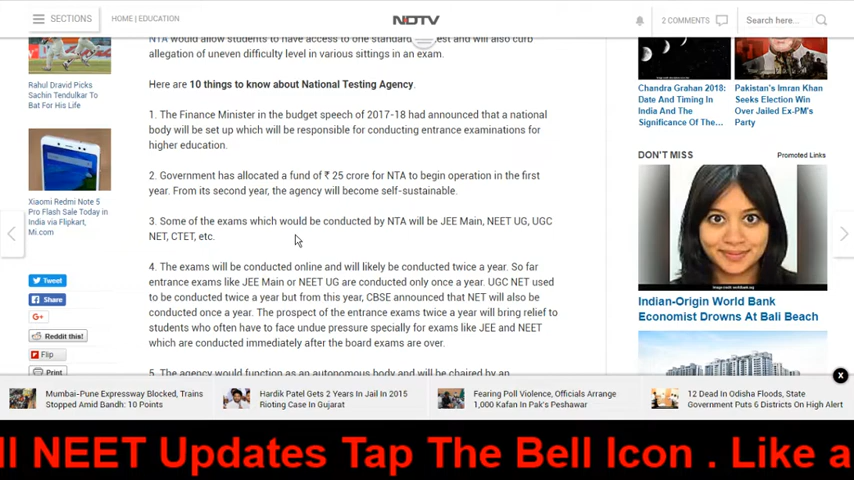 SECTIONS
HOME | EDUCATION
NDTV
2 COMMENTS
Search here...
NTA would allow students to have access to one standard
est and will also curb
allegation of uneven difficulty level in various sittings in an exam.
Here are 10 things to know about National Testing Agency.
1. The Finance Minister in the budget speech of 2017-18 had announced that a national
body will be set up which will be responsible for conducting entrance examinations for
higher education.
2. Government has allocated a fund of ₹ 25 crore for NTA to begin operation in the first
year. From its second year, the agency will become self-sustainable.
3. Some of the exams which would be conducted by NTA will be JEE Main, NEET UG, UGC
NET, CTET, etc.
4. The exams will be conducted online and will likely be conducted twice a year. So far
entrance exams like JEE Main or NEET UG are conducted only once a year. UGC NET used
to be conducted twice a year but from this year, CBSE announced that NET will also be
conducted once a year. The prospect of the entrance exams twice a year will bring relief to
students who often have to face undue pressure specially for exams like JEE and NEET
which are conducted immediately after the board exams are over.
5. The agency would function as an autonomous body and will be chaired by an
Rahul Dravid Picks
Sachin Tendulkar To
Bat For His Life
Xiaomi Redmi Note 5
Pro Flash Sale Today in
India via Flipkart,
Mi.com
Tweet
Share
G+
Reddit this!
Flip
Print
Chandra Grahan 2018:
Date And Timing In
India And The
Significance Of The...
Pakistan's Imran Khan
Seeks Election Win
Over Jailed Ex-PM's
Party
DON'T MISS
Promoted Links
Indian-Origin World Bank
Economist Drowns At Bali Beach
Mumbai-Pune Expressway Blocked, Trains
Stopped Amid Bandh: 10 Points
Hardik Patel Gets 2 Years In Jail In 2015
Rioting Case In Gujarat
Fearing Poll Violence, Officials Arrange
1,000 Kafan In Pak's Peshawar
12 Dead In Odisha Floods, State
Government Puts 6 Districts On High Alert
ll NEET Updates Tap The Bell Icon . Like a